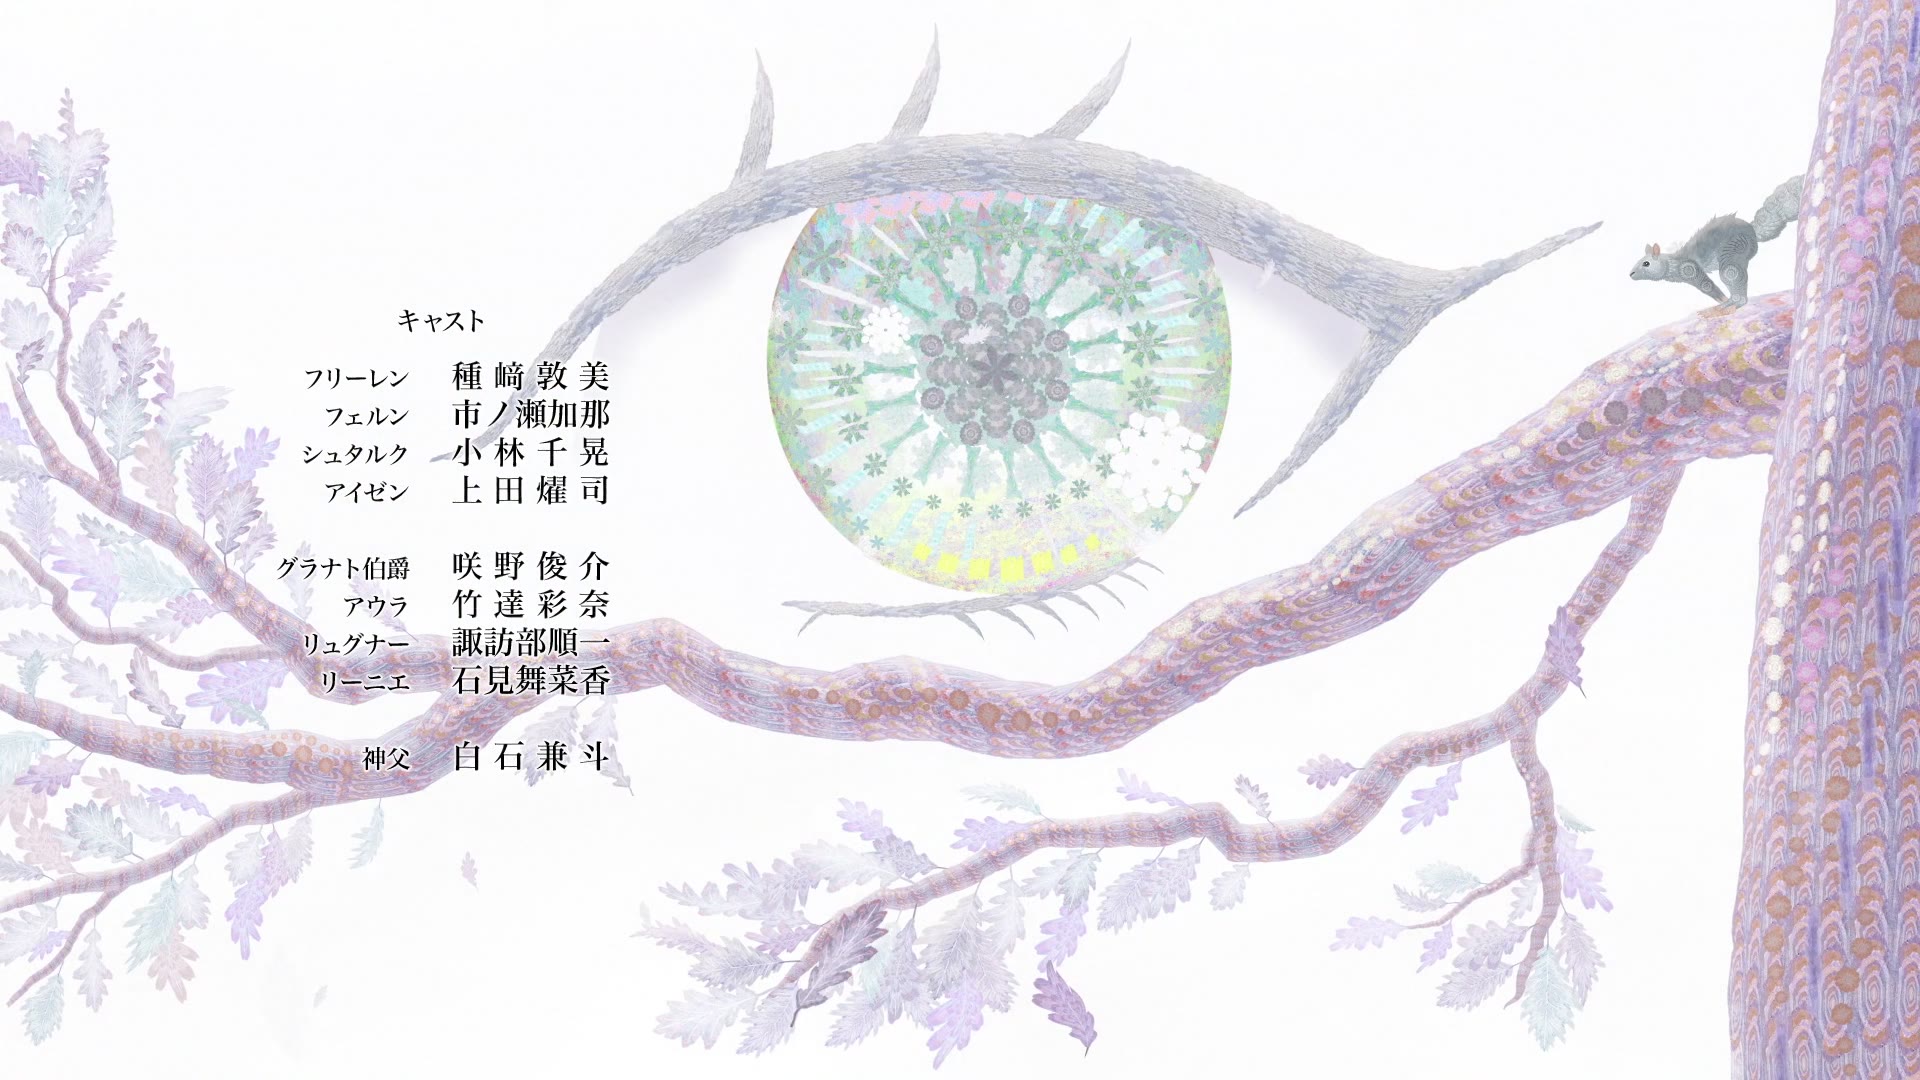 キャスト
フリーレン 種﨑敦美
フェルン 市ノ瀬加那
シュタルク 小林千晃
アイゼン 上田燿司
グラナト伯爵 咲野俊介
アウラ 竹達彩奈
リュグナー 諏訪部順一
リーニエ 石見舞菜香
神父 白石兼斗